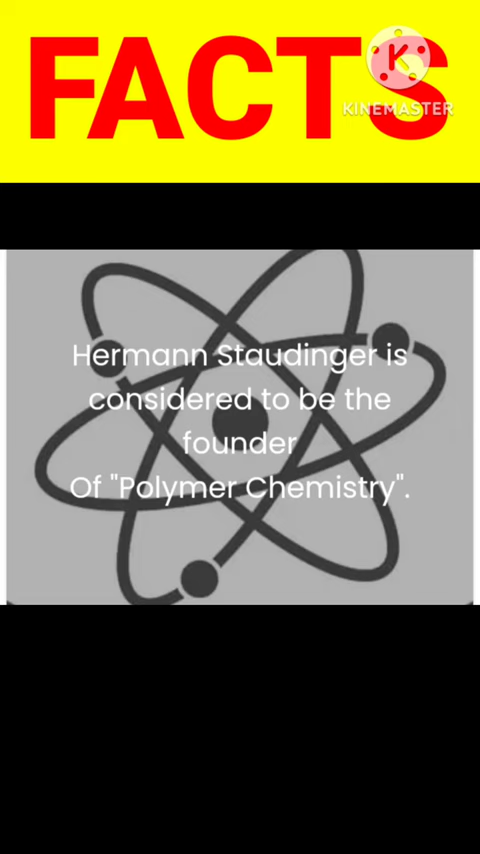 FACTS
KINEMASTER
Hermann Staudinger is
considered to be the
founder
Of "Polymer Chemistry".